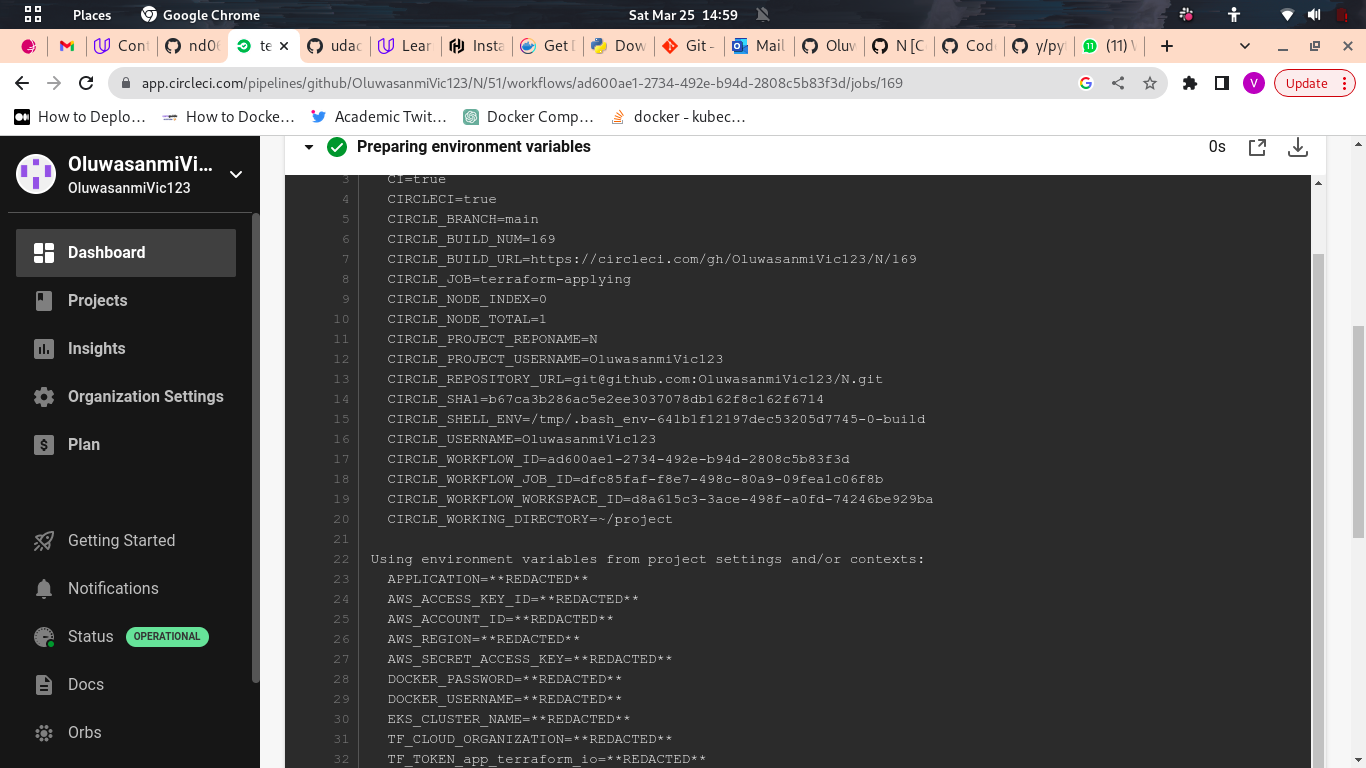 Places Google Chrome Sat Mar 25 14:59
Cont nd06 te udac Lear Insta Get Dow Git - Mail Oluw N [C Cod y/py (11)
app.circleci.com/pipelines/github/OluwasanmiVic123/N/51/workflows/ad600ae1-2734-492e-b94d-2808c5b83f3d/jobs/169 V Update
How to Deplo… How to Docke… Academic Twit… Docker Comp… docker - kubec…
OluwasanmiVi…
OluwasanmiVic123
Dashboard
Projects
Insights
Organization Settings
Plan
Getting Started
Notifications
Status OPERATIONAL
Docs
Orbs
Preparing environment variables 0s
3 CI=true
4 CIRCLECI=true
5 CIRCLE_BRANCH=main
6 CIRCLE_BUILD_NUM=169
7 CIRCLE_BUILD_URL=https://circleci.com/gh/OluwasanmiVic123/N/169
8 CIRCLE_JOB=terraform-applying
9 CIRCLE_NODE_INDEX=0
10 CIRCLE_NODE_TOTAL=1
11 CIRCLE_PROJECT_REPONAME=N
12 CIRCLE_PROJECT_USERNAME=OluwasanmiVic123
13 CIRCLE_REPOSITORY_URL=git@github.com:OluwasanmiVic123/N.git
14 CIRCLE_SHA1=b67ca3b286ac5e2ee3037078db162f8c162f6714
15 CIRCLE_SHELL_ENV=/tmp/.bash_env-641b1f12197dec53205d7745-0-build
16 CIRCLE_USERNAME=OluwasanmiVic123
17 CIRCLE_WORKFLOW_ID=ad600ae1-2734-492e-b94d-2808c5b83f3d
18 CIRCLE_WORKFLOW_JOB_ID=dfc85faf-f8e7-498c-80a9-09fea1c06f8b
19 CIRCLE_WORKFLOW_WORKSPACE_ID=d8a615c3-3ace-498f-a0fd-74246be929ba
20 CIRCLE_WORKING_DIRECTORY=~/project
21
22 Using environment variables from project settings and/or contexts:
23 APPLICATION=**REDACTED**
24 AWS_ACCESS_KEY_ID=**REDACTED**
25 AWS_ACCOUNT_ID=**REDACTED**
26 AWS_REGION=**REDACTED**
27 AWS_SECRET_ACCESS_KEY=**REDACTED**
28 DOCKER_PASSWORD=**REDACTED**
29 DOCKER_USERNAME=**REDACTED**
30 EKS_CLUSTER_NAME=**REDACTED**
31 TF_CLOUD_ORGANIZATION=**REDACTED**
32 TF_TOKEN_app_terraform_io=**REDACTED**